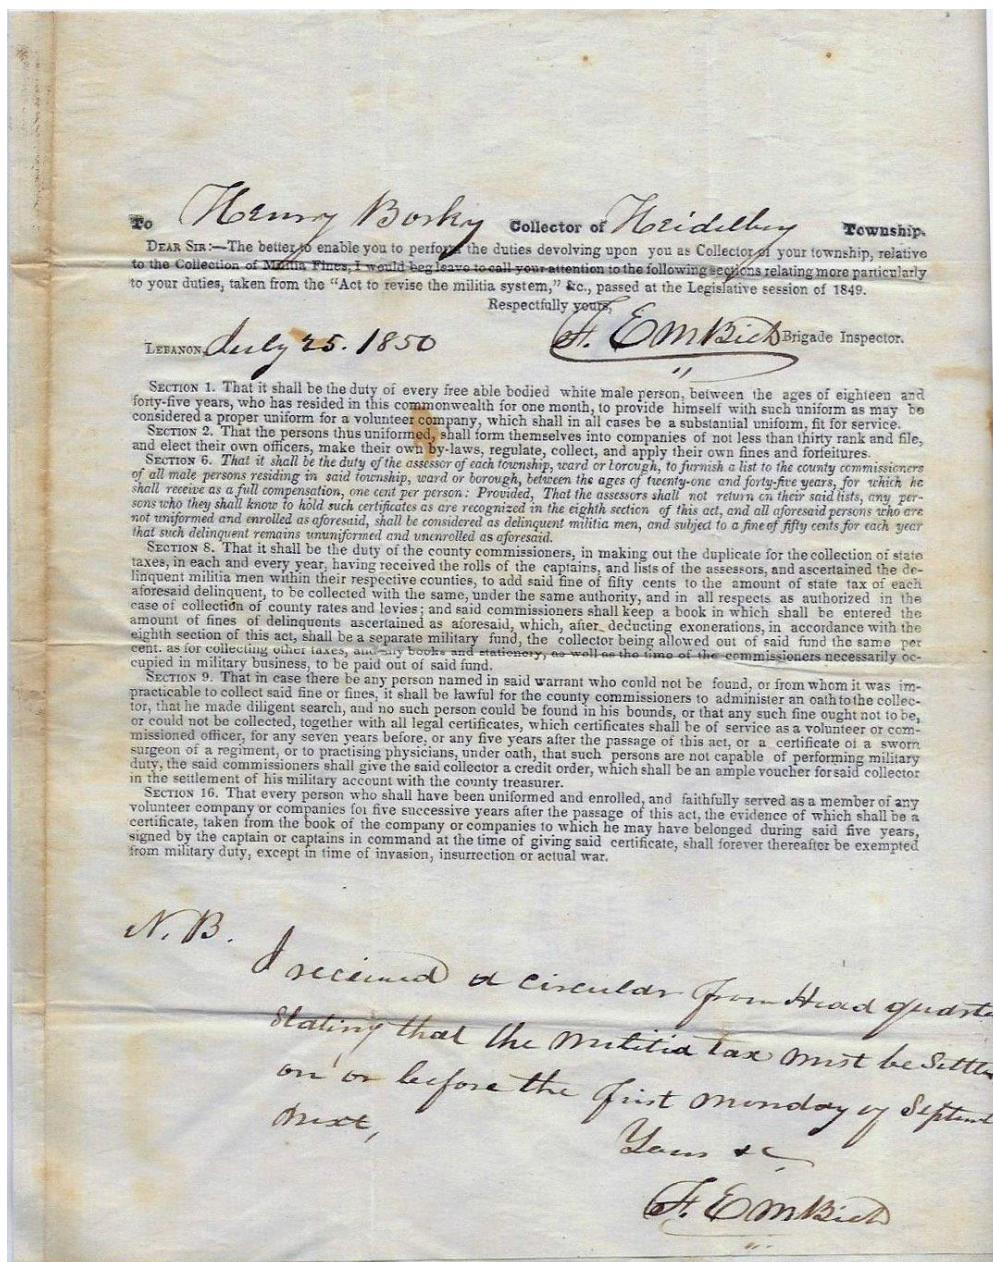 To Henry Borky Collector of Heidelberg Township.
DEAR SIR:—The better to enable you to perform the duties devolving upon you as Collector of your township, relative
to the Collection of Militia Fines, I would beg leave to call your attention to the following sections relating more particularly
to your duties, taken from the "Act to revise the militia system," &c., passed at the Legislative session of 1849.
Respectfully yours,
LEBANON, July 25. 1850 F. Embich Brigade Inspector.
SECTION 1. That it shall be the duty of every free able bodied white male person, between the ages of eighteen and
forty-five years, who has resided in this commonwealth for one month, to provide himself with such uniform as may be
considered a proper uniform for a volunteer company, which shall in all cases be a substantial uniform, fit for service.
SECTION 2. That the persons thus uniformed, shall form themselves into companies of not less than thirty rank and file,
and elect their own officers, make their own by-laws, regulate, collect, and apply their own fines and forfeitures.
SECTION 6. That it shall be the duty of the assessor of each township, ward or borough, to furnish a list to the county commissioners
of all male persons residing in said township, ward or borough, between the ages of twenty-one and forty-five years, for which he
shall receive as a full compensation, one cent per person: Provided, That the assessors shall not return on their said lists, any per-
sons who they shall know to hold such certificates as are recognized in the eighth section of this act, and all aforesaid persons who are
not uniformed and enrolled as aforesaid, shall be considered as delinquent militia men, and subject to a fine of fifty cents for each year
that such delinquent remains ununiformed and unenrolled as aforesaid.
SECTION 8. That it shall be the duty of the county commissioners, in making out the duplicate for the collection of state
taxes, in each and every year, having received the rolls of the captains, and lists of the assessors, and ascertained the de-
linquent militia men within their respective counties, to add said fine of fifty cents to the amount of state tax of each
aforesaid delinquent, to be collected with the same, under the same authority, and in all respects as authorized in the
case of collection of county rates and levies; and said commissioners shall keep a book in which shall be entered the
amount of fines of delinquents ascertained as aforesaid, which, after deducting exonerations, in accordance with the
eighth section of this act, shall be a separate military fund, the collector being allowed out of said fund the same per
cent. as for collecting other taxes, and any books and stationery, as well as the time of the commissioners necessarily oc-
cupied in military business, to be paid out of said fund.
SECTION 9. That in case there be any person named in said warrant who could not be found, or from whom it was im-
practicable to collect said fine or fines, it shall be lawful for the county commissioners to administer an oath to the collec-
tor, that he made diligent search, and no such person could be found in his bounds, or that any such fine ought not to be,
or could not be collected, together with all legal certificates, which certificates shall be of service as a volunteer or com-
missioned officer, for any seven years before, or any five years after the passage of this act, or a certificate of a sworn
surgeon of a regiment, or to practising physicians, under oath, that such persons are not capable of performing military
duty, the said commissioners shall give the said collector a credit order, which shall be an ample voucher for said collector
in the settlement of his military account with the county treasurer.
SECTION 16. That every person who shall have been uniformed and enrolled, and faithfully served as a member of any
volunteer company or companies for five successive years after the passage of this act, the evidence of which shall be a
certificate, taken from the book of the company or companies to which he may have belonged during said five years,
signed by the captain or captains in command at the time of giving said certificate, shall forever thereafter be exempted
from military duty, except in time of invasion, insurrection or actual war.
N.B.
I received a circular from Head quarte
Stating that the militia tax must be Settle
on or before the first monday of Septem
next,
Yours &c
F. Embich